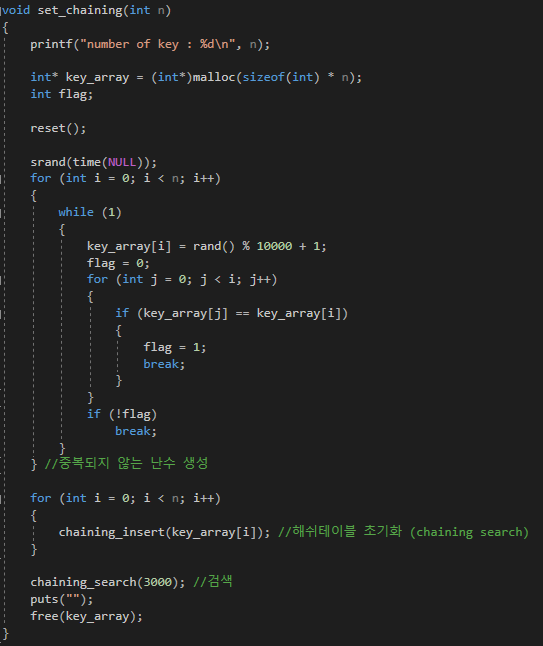 void set_chaining(int n)
{
printf("number of key : %d\n", n);
int* key_array = (int*)malloc(sizeof(int) * n);
int flag;
reset();
srand(time(NULL));
for (int i = 0; i < n; i++)
{
while (1)
{
key_array[i] = rand() % 10000 + 1;
flag = 0;
for (int j = 0; j < i; j++)
{
if (key_array[j] == key_array[i])
{
flag = 1;
break;
}
}
if (!flag)
break;
}
} //중복되지 않는 난수 생성
for (int i = 0; i < n; i++)
{
chaining_insert(key_array[i]); //해쉬테이블 초기화 (chaining search)
}
chaining_search(3000); //검색
puts("");
free(key_array);
}